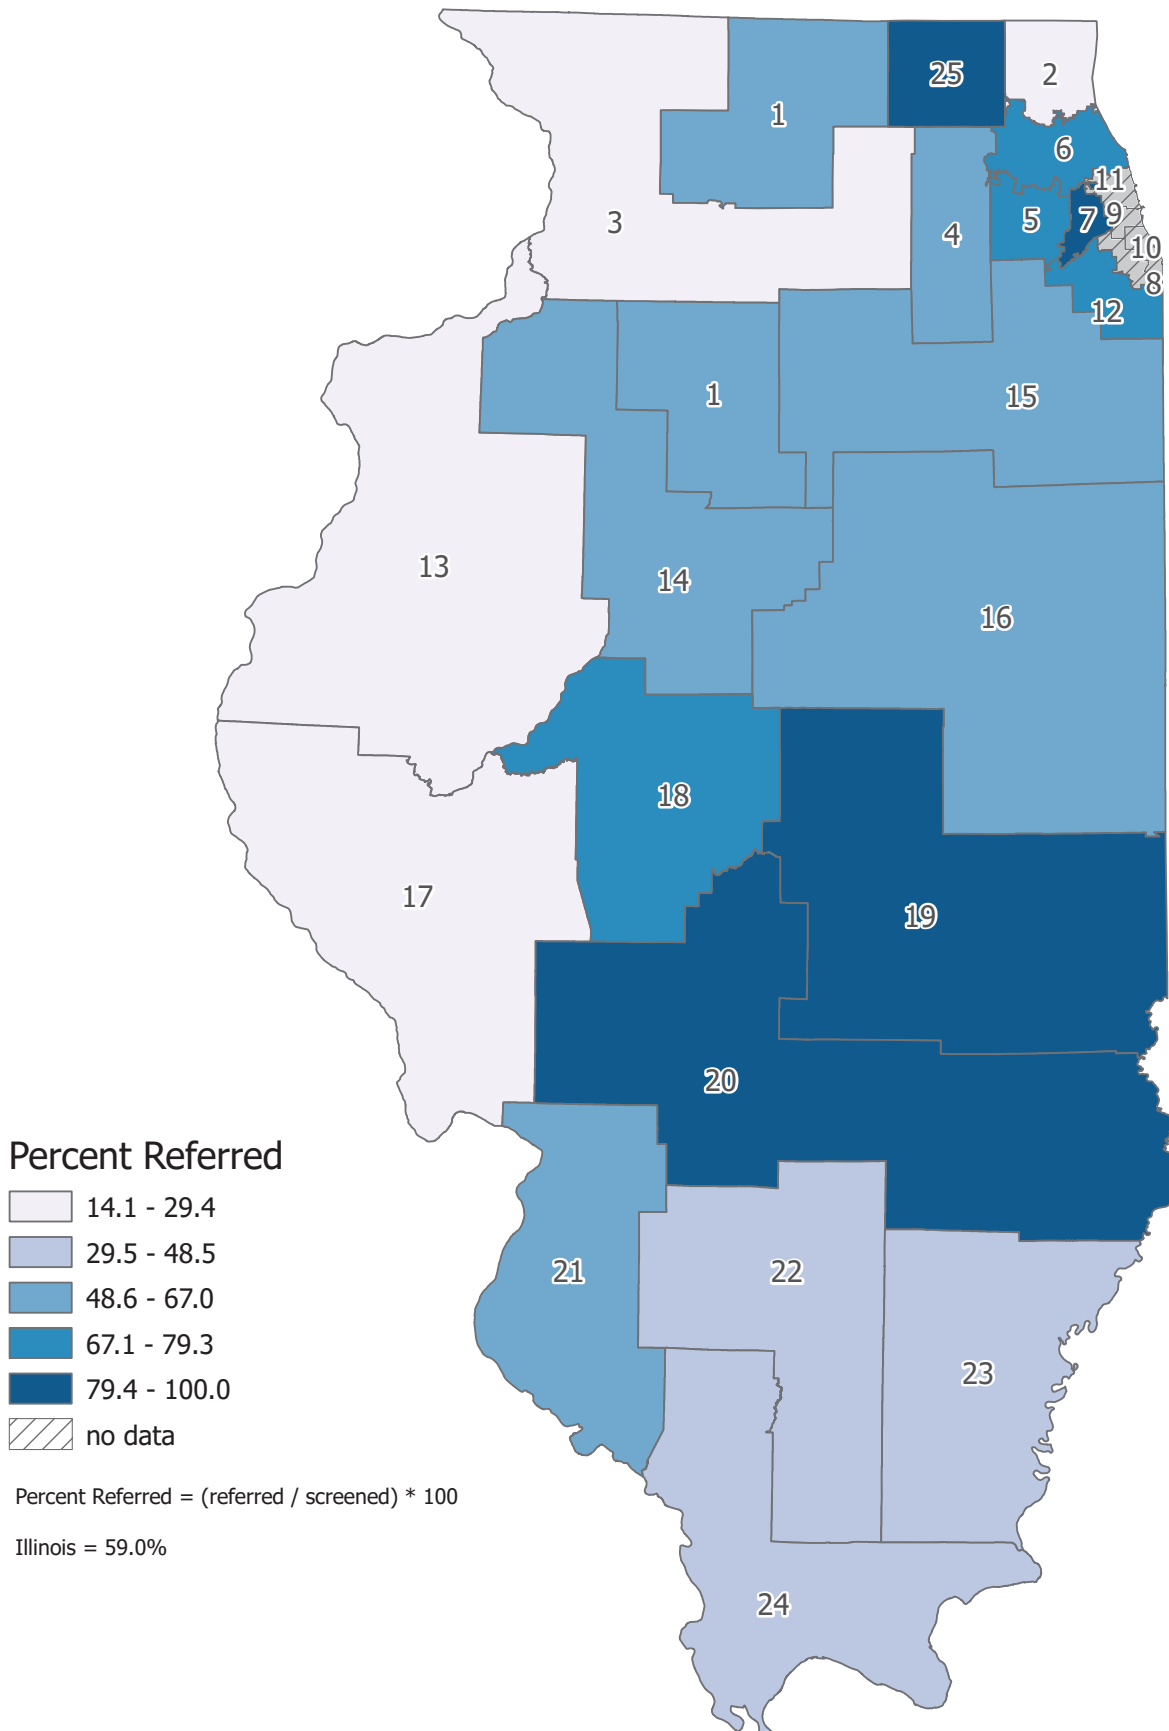 25
2
1
6
11
3
4
5
7
9
10
8
12
1
15
13
14
16
18
17
19
20
Percent Referred
14.1 - 29.4
29.5 - 48.5
21
22
48.6 - 67.0
67.1 - 79.3
23
79.4 - 100.0
no data
Percent Referred = (referred / screened) * 100
Illinois = 59.0%
24